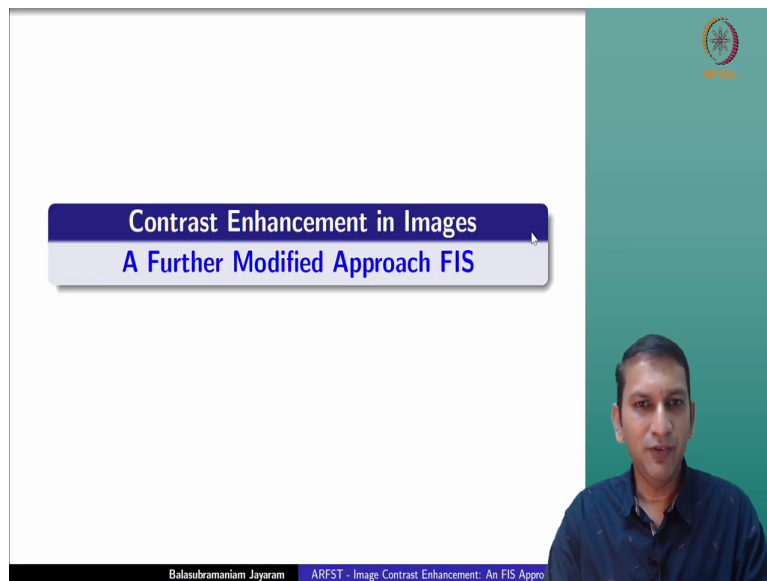 NPTEL
Contrast Enhancement in Images
A Further Modified Approach FIS
Balasubramaniam Jayaram ARFST - Image Contrast Enhancement: An FIS Appro